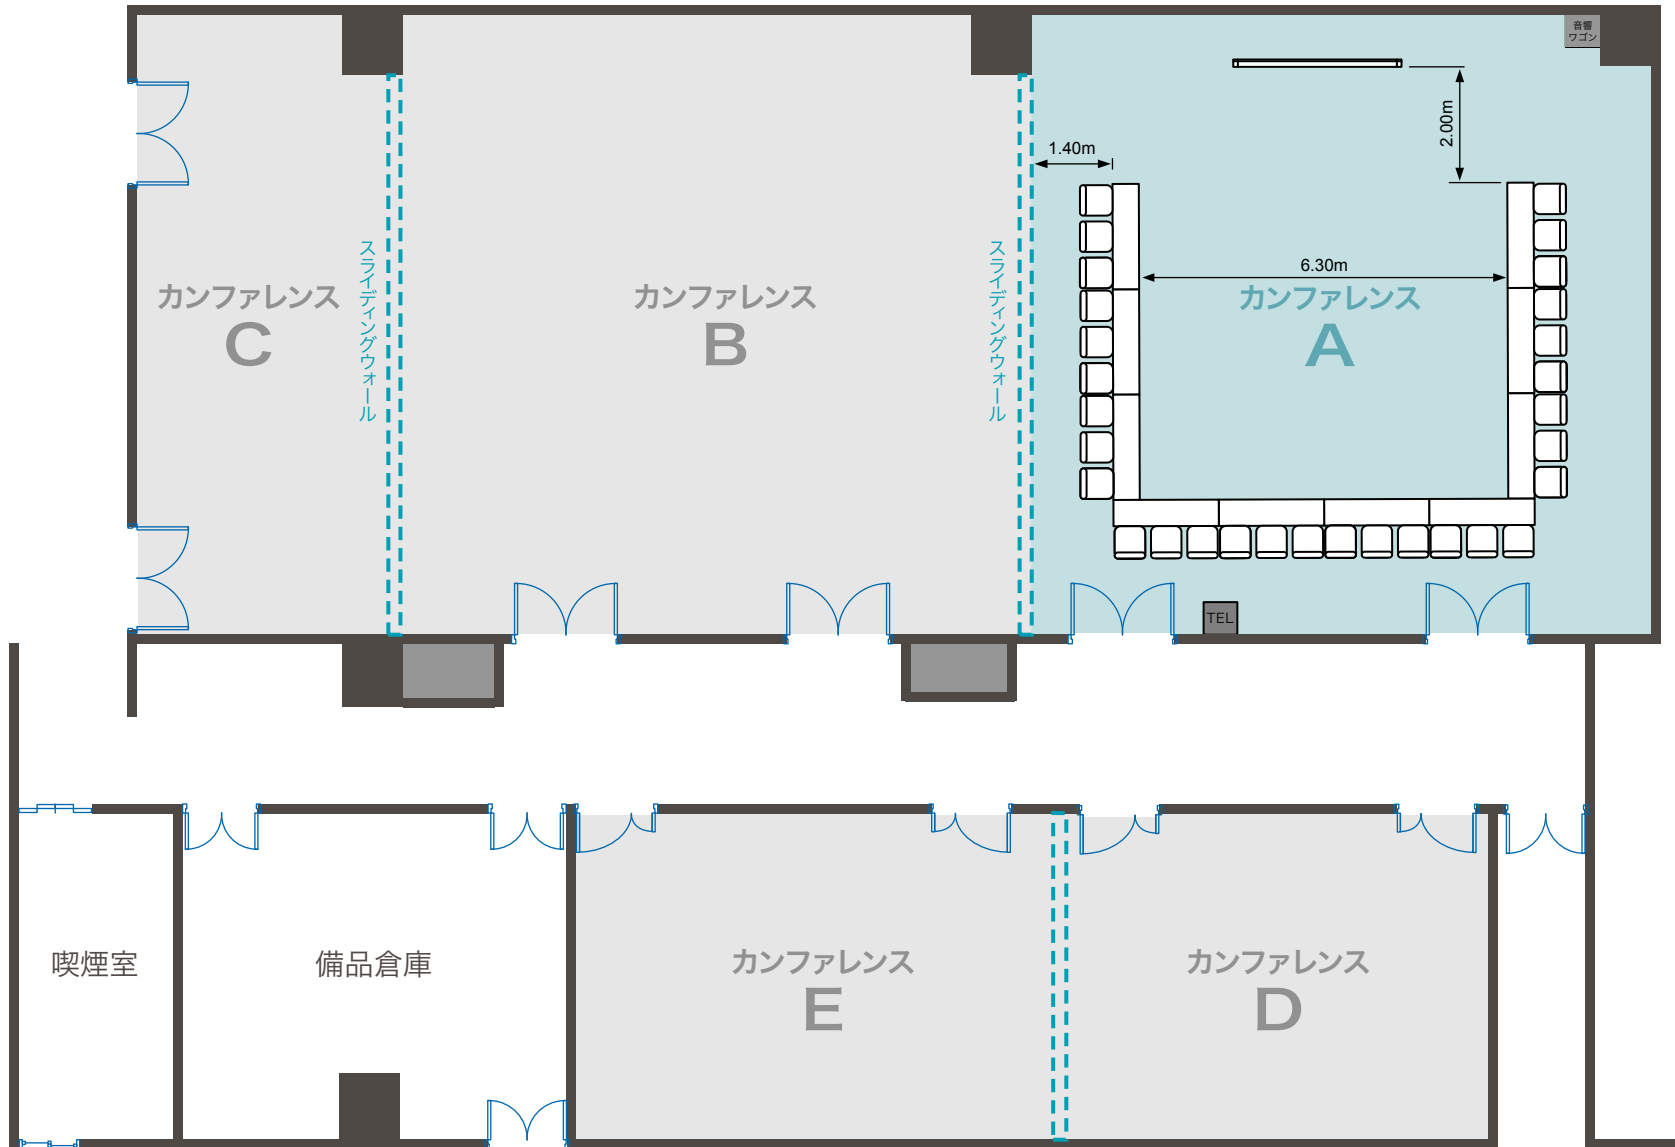 音響
ワゴン
2.00m
1.40m
6.30m
カンファレンス
C
スライディングウォール
カンファレンス
B
スライディングウォール
カンファレンス
A
TEL
喫煙室
備品倉庫
カンファレンス
E
カンファレンス
D